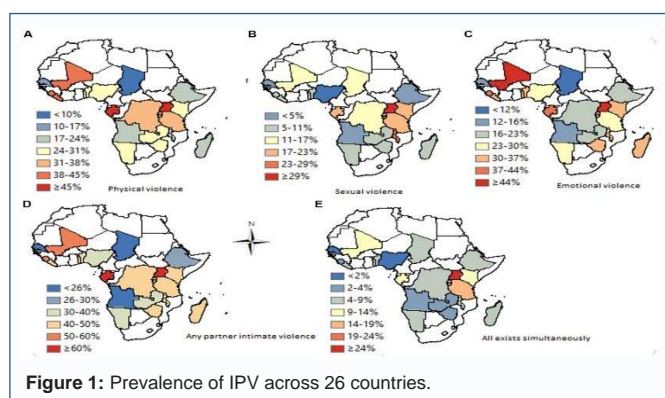 A
<10%
10-17%
17-24%
24-31%
31-38%
38-45%
≥45%
Physical violence
B
<5%
5-11%
11-17%
17-23%
23-29%
≥29%
Sexual violence
C
<12%
12-16%
16-23%
23-30%
30-37%
37-44%
≥44%
Emotional violence
D
<26%
26-30%
30-40%
40-50%
50-60%
≥60%
Any partner intimate violence
N
E
<2%
2-4%
4-9%
9-14%
14-19%
19-24%
≥24%
All exists simultaneously
Figure 1: Prevalence of IPV across 26 countries.